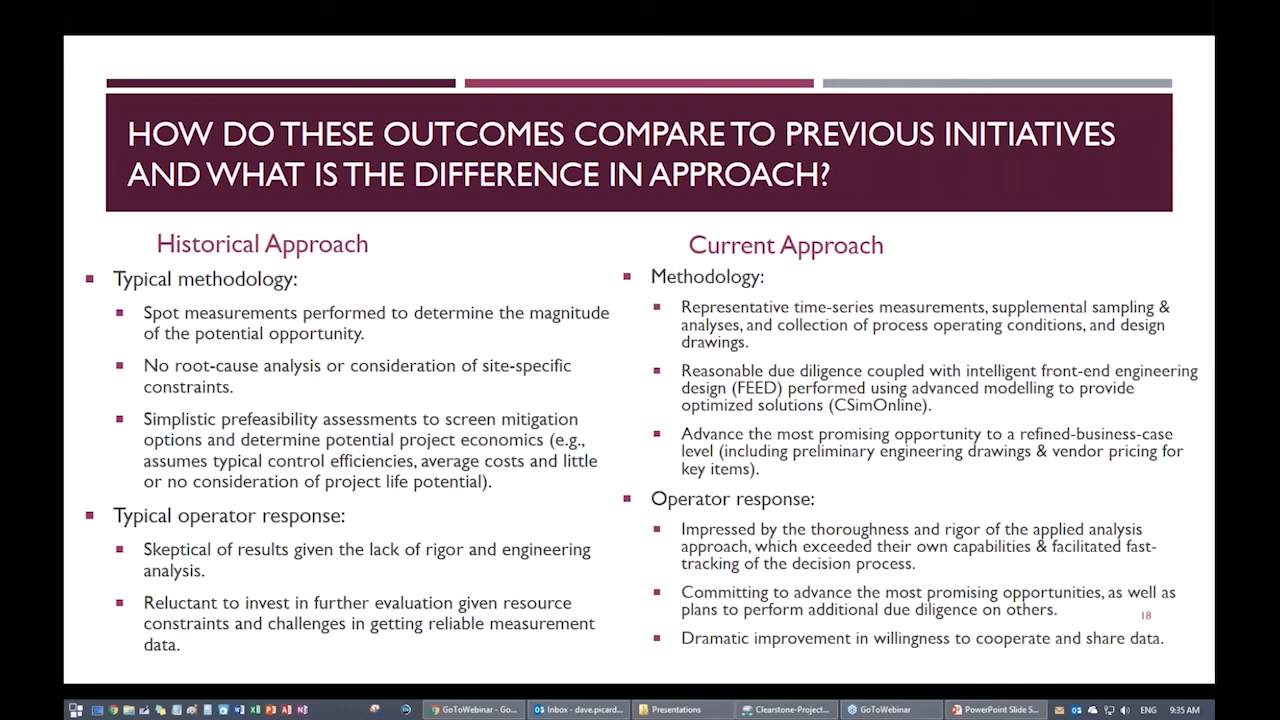 HOW DO THESE OUTCOMES COMPARE TO PREVIOUS INITIATIVES
AND WHAT IS THE DIFFERENCE IN APPROACH?
Historical Approach
Typical methodology:
Spot measurements performed to determine the magnitude
of the potential opportunity.
No root-cause analysis or consideration of site-specific
constraints.
Simplistic prefeasibility assessments to screen mitigation
options and determine potential project economics (e.g.,
assumes typical control efficiencies, average costs and little
or no consideration of project life potential).
Typical operator response:
Skeptical of results given the lack of rigor and engineering
analysis.
Reluctant to invest in further evaluation given resource
constraints and challenges in getting reliable measurement
data.
Current Approach
Methodology:
Representative time-series measurements, supplemental sampling &
analyses, and collection of process operating conditions, and design
drawings.
Reasonable due diligence coupled with intelligent front-end engineering
design (FEED) performed using advanced modelling to provide
optimized solutions (CSimOnline).
Advance the most promising opportunity to a refined-business-case
level (including preliminary engineering drawings & vendor pricing for
key items).
Operator response:
Impressed by the thoroughness and rigor of the applied analysis
approach, which exceeded their own capabilities & facilitated fast-
tracking of the decision process.
Committing to advance the most promising opportunities, as well as
plans to perform additional due diligence on others.
18
Dramatic improvement in willingness to cooperate and share data.
GoToWebinar - Go...
Inbox - dave.picard...
Presentations
Clearstone-Project...
GoToWebinar
PowerPoint Slide S...
ENG
9:35 AM